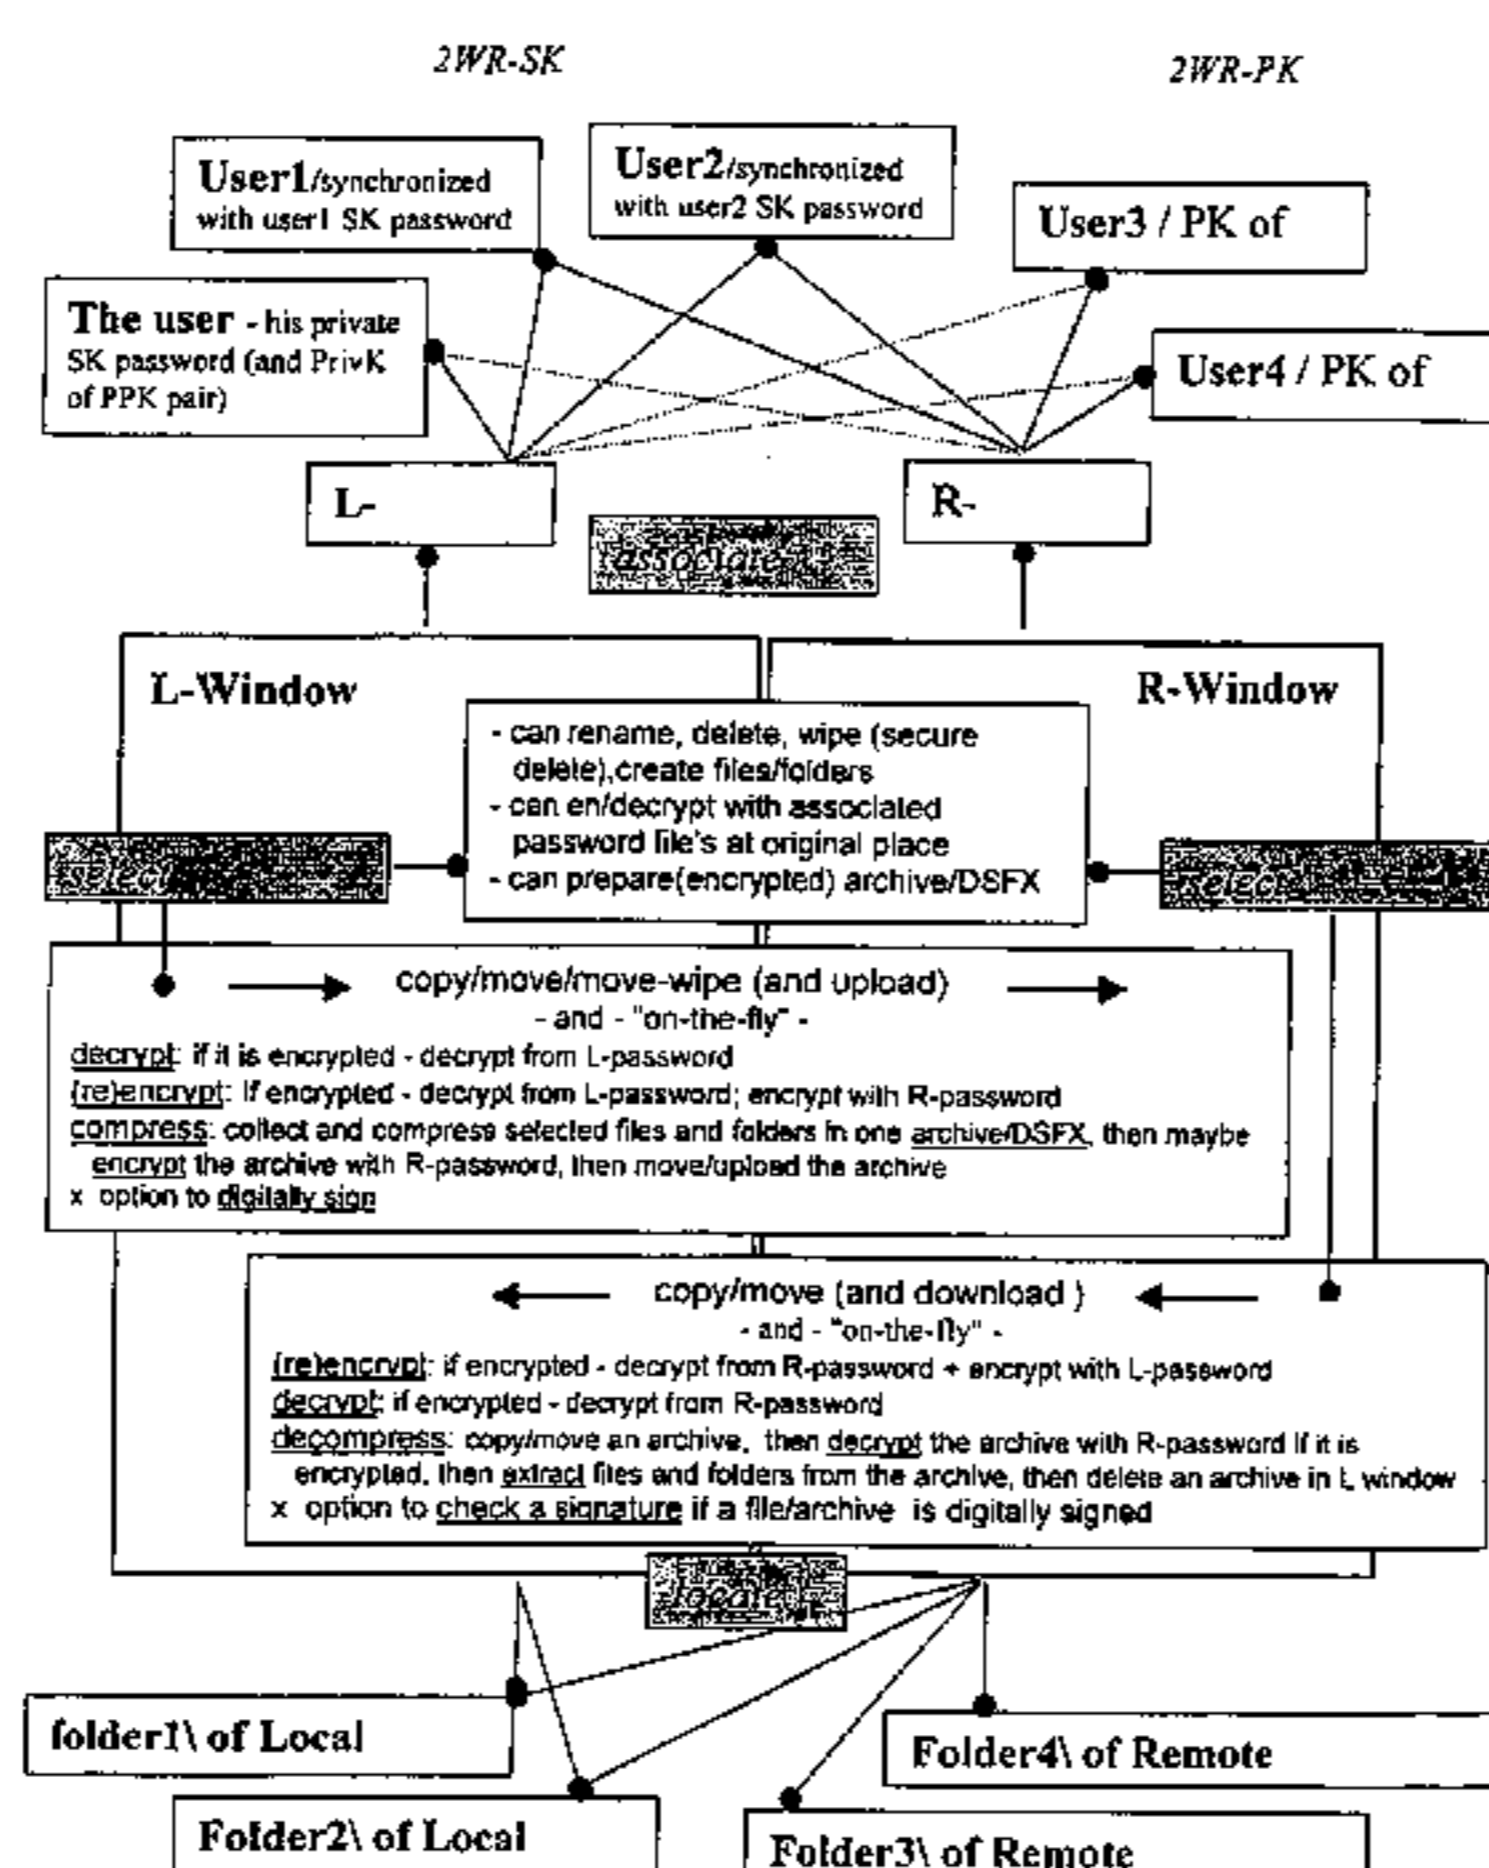 2WR-SK
2WR-PK
User1/synchronized
with user1 SK password
User2/synchronized
with user2 SK password
User3 / PK of
The user - his private
SK password (and PrivK
of PPK pair)
User4 / PK of
L-
R-
associate
L-Window
R-Window
- can rename, delete, wipe (secure
delete),create files/folders
- can en/decrypt with associated
password file's at original place
- can prepare(encrypted) archive/DSFX
select
select
copy/move/move-wipe (and upload)
- and - "on-the-fly" -
decrypt: if it is encrypted - decrypt from L-password
(re)encrypt: If encrypted - decrypt from L-password; encrypt with R-password
compress: collect and compress selected files and folders in one archive/DSFX, then maybe
encrypt the archive with R-password, then move/upload the archive
x option to digitally sign
copy/move (and download )
- and - "on-the-fly" -
(re)encrypt: if encrypted - decrypt from R-password + encrypt with L-password
decrypt: if encrypted - decrypt from R-password
decompress: copy/move an archive, then decrypt the archive with R-password If it is
encrypted, then extract files and folders from the archive, then delete an archive in L window
x option to check a signature if a file/archive is digitally signed
locate
folder1\ of Local
Folder4\ of Remote
Folder2\ of Local
Folder3\ of Remote